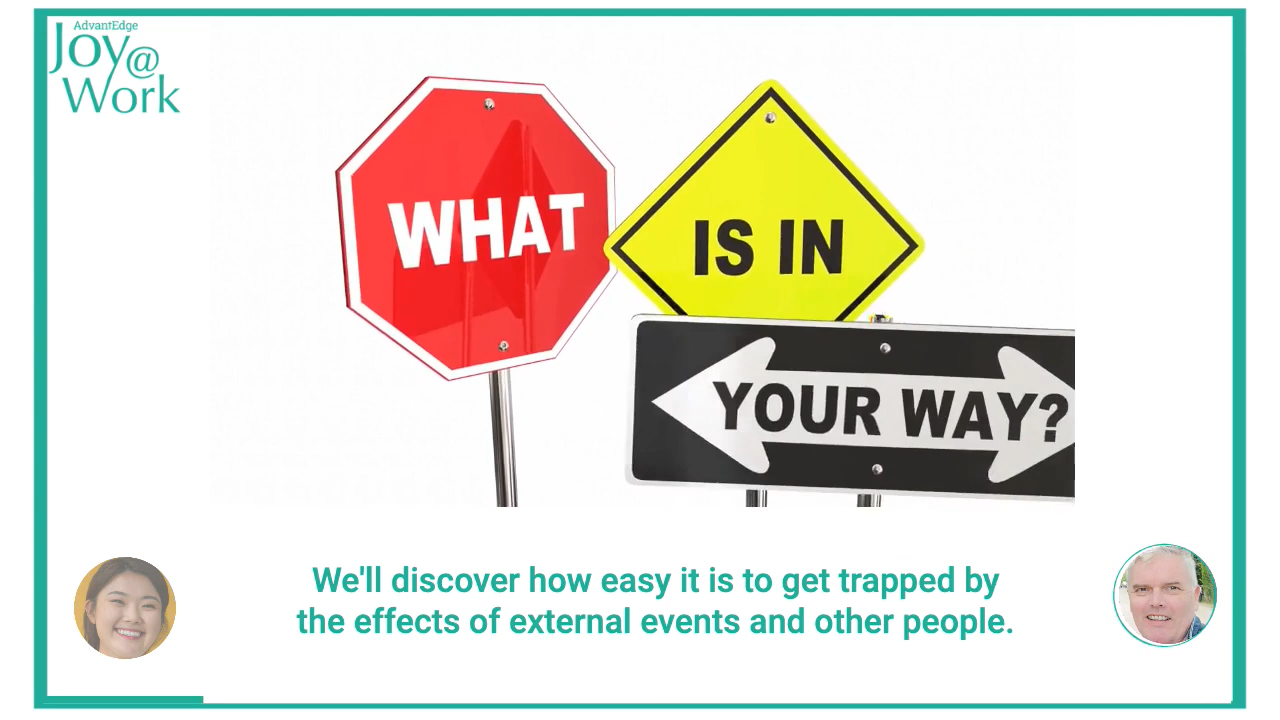 AdvantEdge
Joy@
Work
WHAT
IS IN
YOUR WAY?
We'll discover how easy it is to get trapped by
the effects of external events and other people.